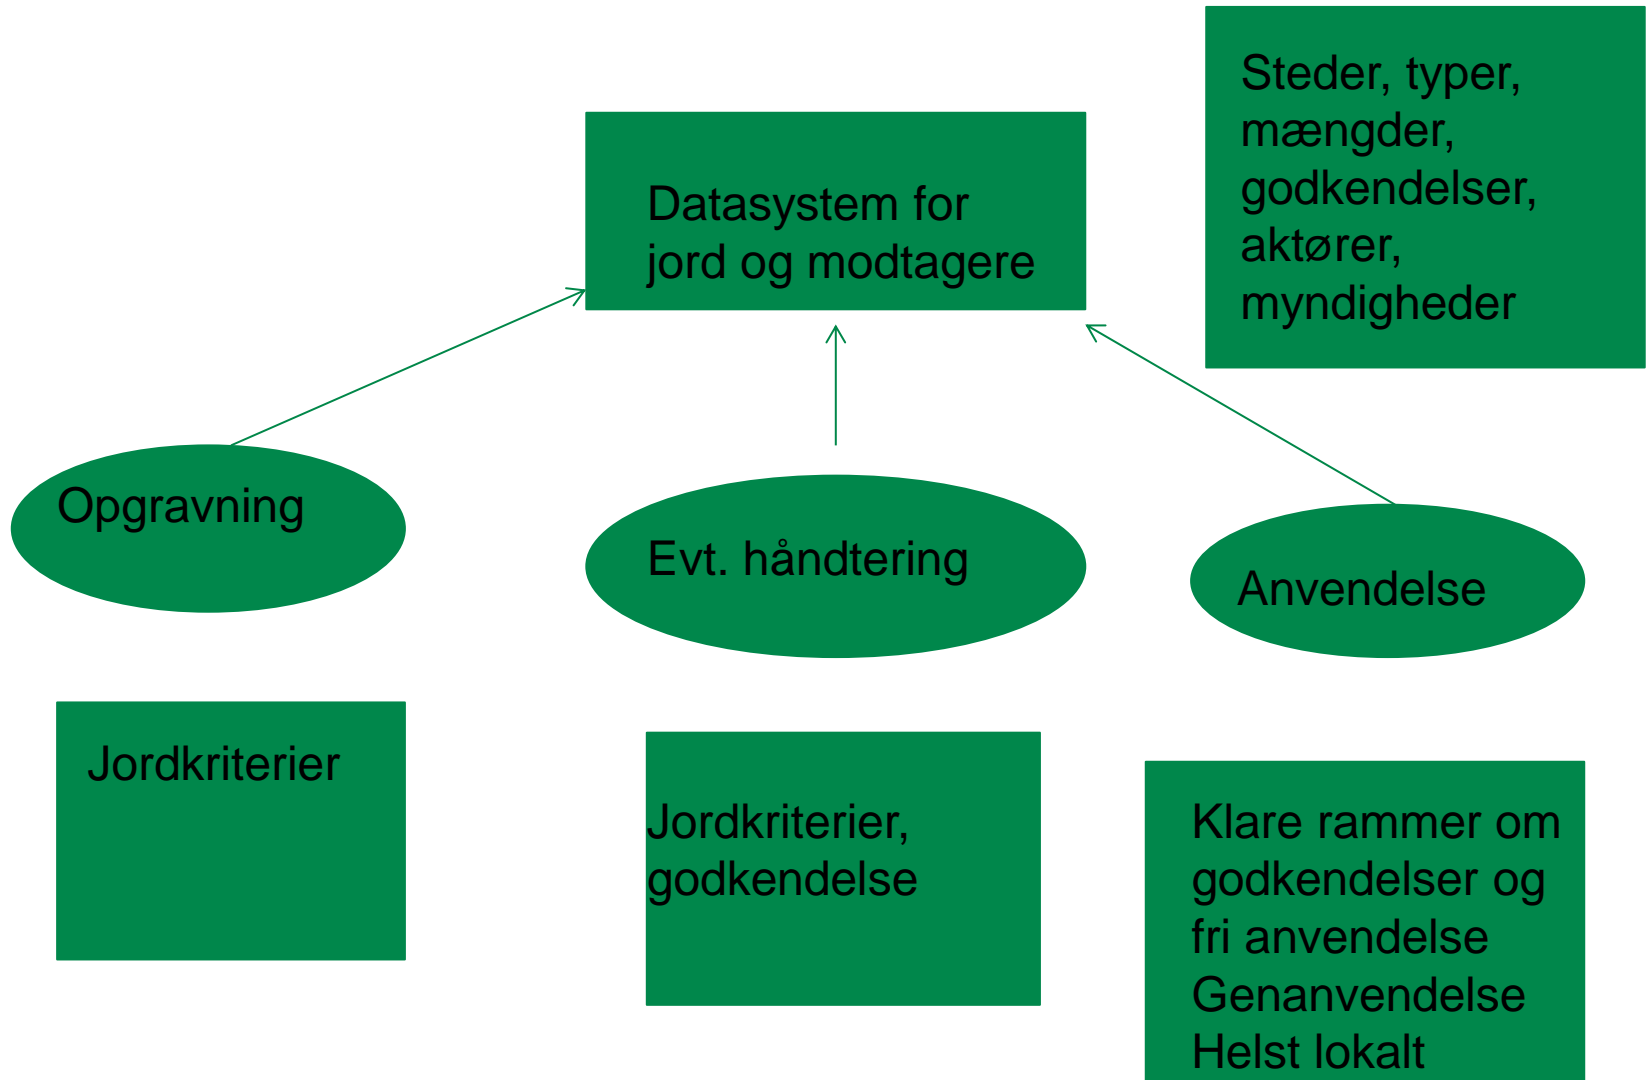 Steder, typer,
mængder,
godkendelser,
aktører,
myndigheder
Datasystem for
jord og modtagere
Opgravning
Evt. håndtering
Anvendelse
Jordkriterier
Jordkriterier,
godkendelse
Klare rammer om
godkendelser og
fri anvendelse
Genanvendelse
Helst lokalt